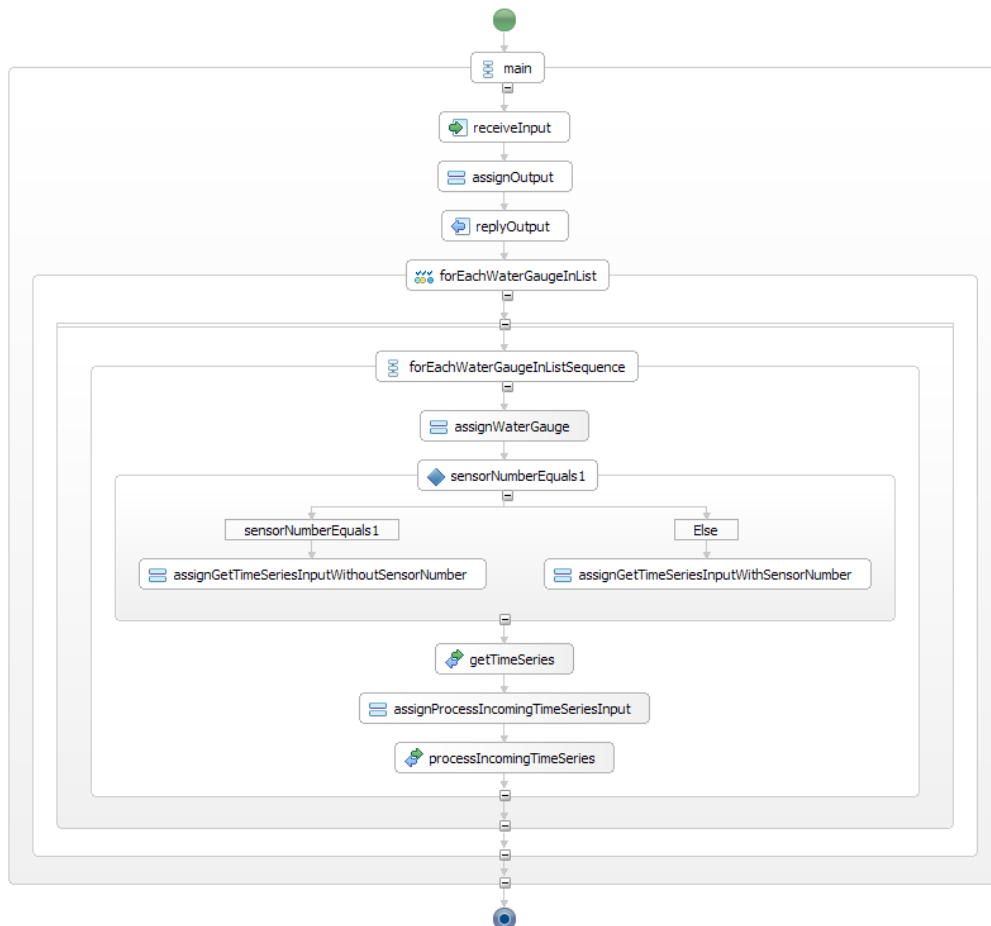 main
receiveInput
assignOutput
replyOutput
forEachWaterGaugeInList
forEachWaterGaugeInListSequence
assignWaterGauge
sensorNumberEquals1
sensorNumberEquals1
Else
assignGetTimeSeriesInputWithoutSensorNumber
assignGetTimeSeriesInputWithSensorNumber
getTimeSeries
assignProcessIncomingTimeSeriesInput
processIncomingTimeSeries